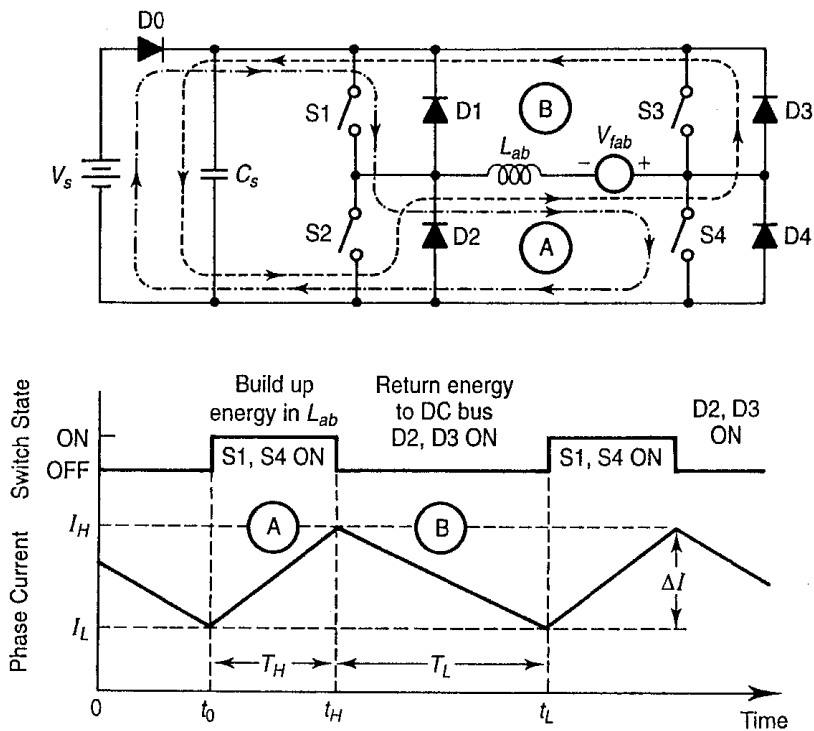 D0
S1
D1
B
S3
D3
L_ab
V_fab
− +
V_s
C_s
S2
D2
A
S4
D4
Switch State
Build up
energy in L_ab
Return energy
to DC bus
D2, D3 ON
D2, D3
ON
ON
OFF
S1, S4 ON
S1, S4 ON
Phase Current
I_H
A
B
ΔI
I_L
T_H
T_L
0
t_0
t_H
t_L
Time